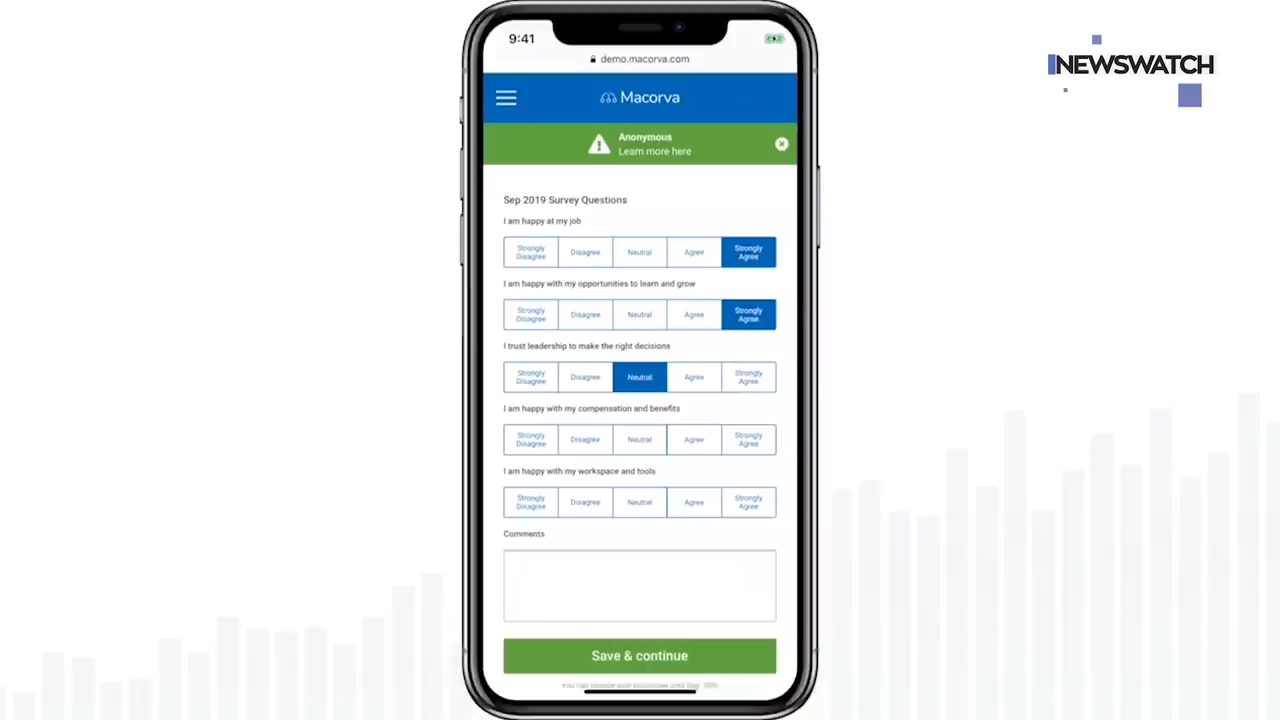 9:41
NEWSWATCH
demo.macorva.com
Macorva
Anonymous
Learn more here
Sep 2019 Survey Questions
I am happy at my job
Strongly Disagree Disagree Neutral Agree Strongly Agree
I am happy with my opportunities to learn and grow
Strongly Disagree Disagree Neutral Agree Strongly Agree
I trust leadership to make the right decisions
Strongly Disagree Disagree Neutral Agree Strongly Agree
I am happy with my compensation and benefits
Strongly Disagree Disagree Neutral Agree Strongly Agree
I am happy with my workspace and tools
Strongly Disagree Disagree Neutral Agree Strongly Agree
Comments
Save & continue